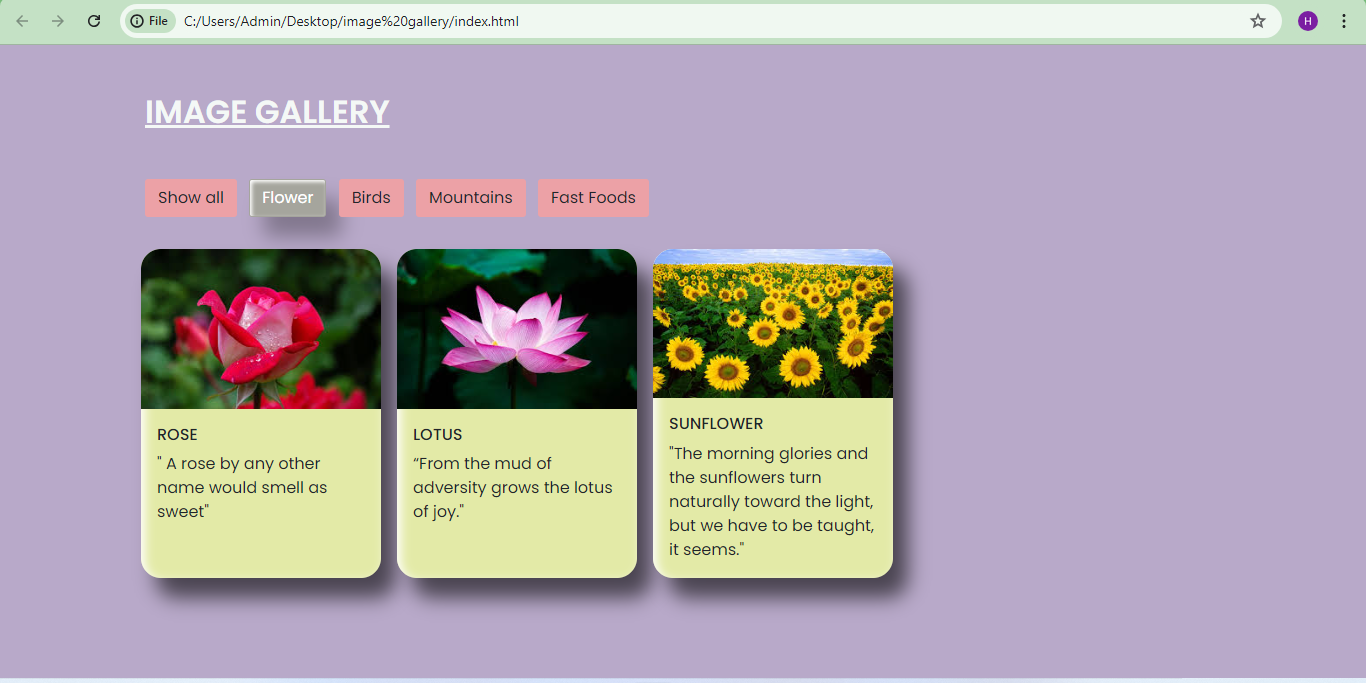 File C:/Users/Admin/Desktop/image%20gallery/index.html H
IMAGE GALLERY
Show all Flower Birds Mountains Fast Foods
ROSE
" A rose by any other
name would smell as
sweet"
LOTUS
“From the mud of
adversity grows the lotus
of joy."
SUNFLOWER
"The morning glories and
the sunflowers turn
naturally toward the light,
but we have to be taught,
it seems."